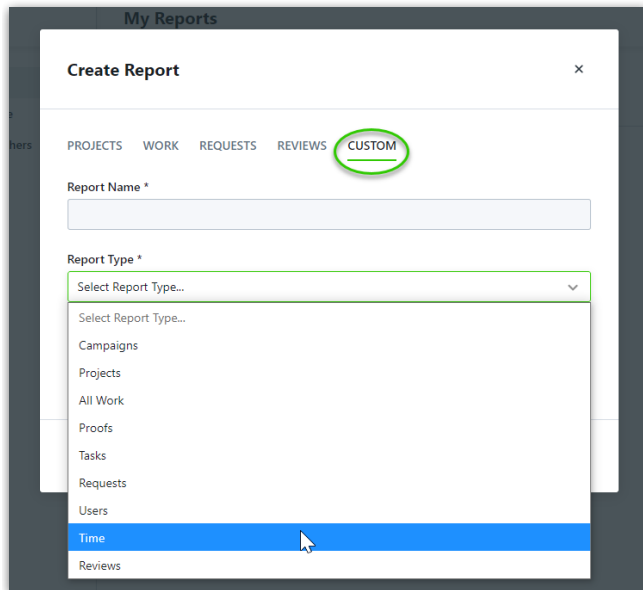 My Reports
Create Report ×
hers
PROJECTS WORK REQUESTS REVIEWS CUSTOM
Report Name *
Report Type *
Select Report Type...
Select Report Type...
Campaigns
Projects
All Work
Proofs
Tasks
Requests
Users
Time
Reviews